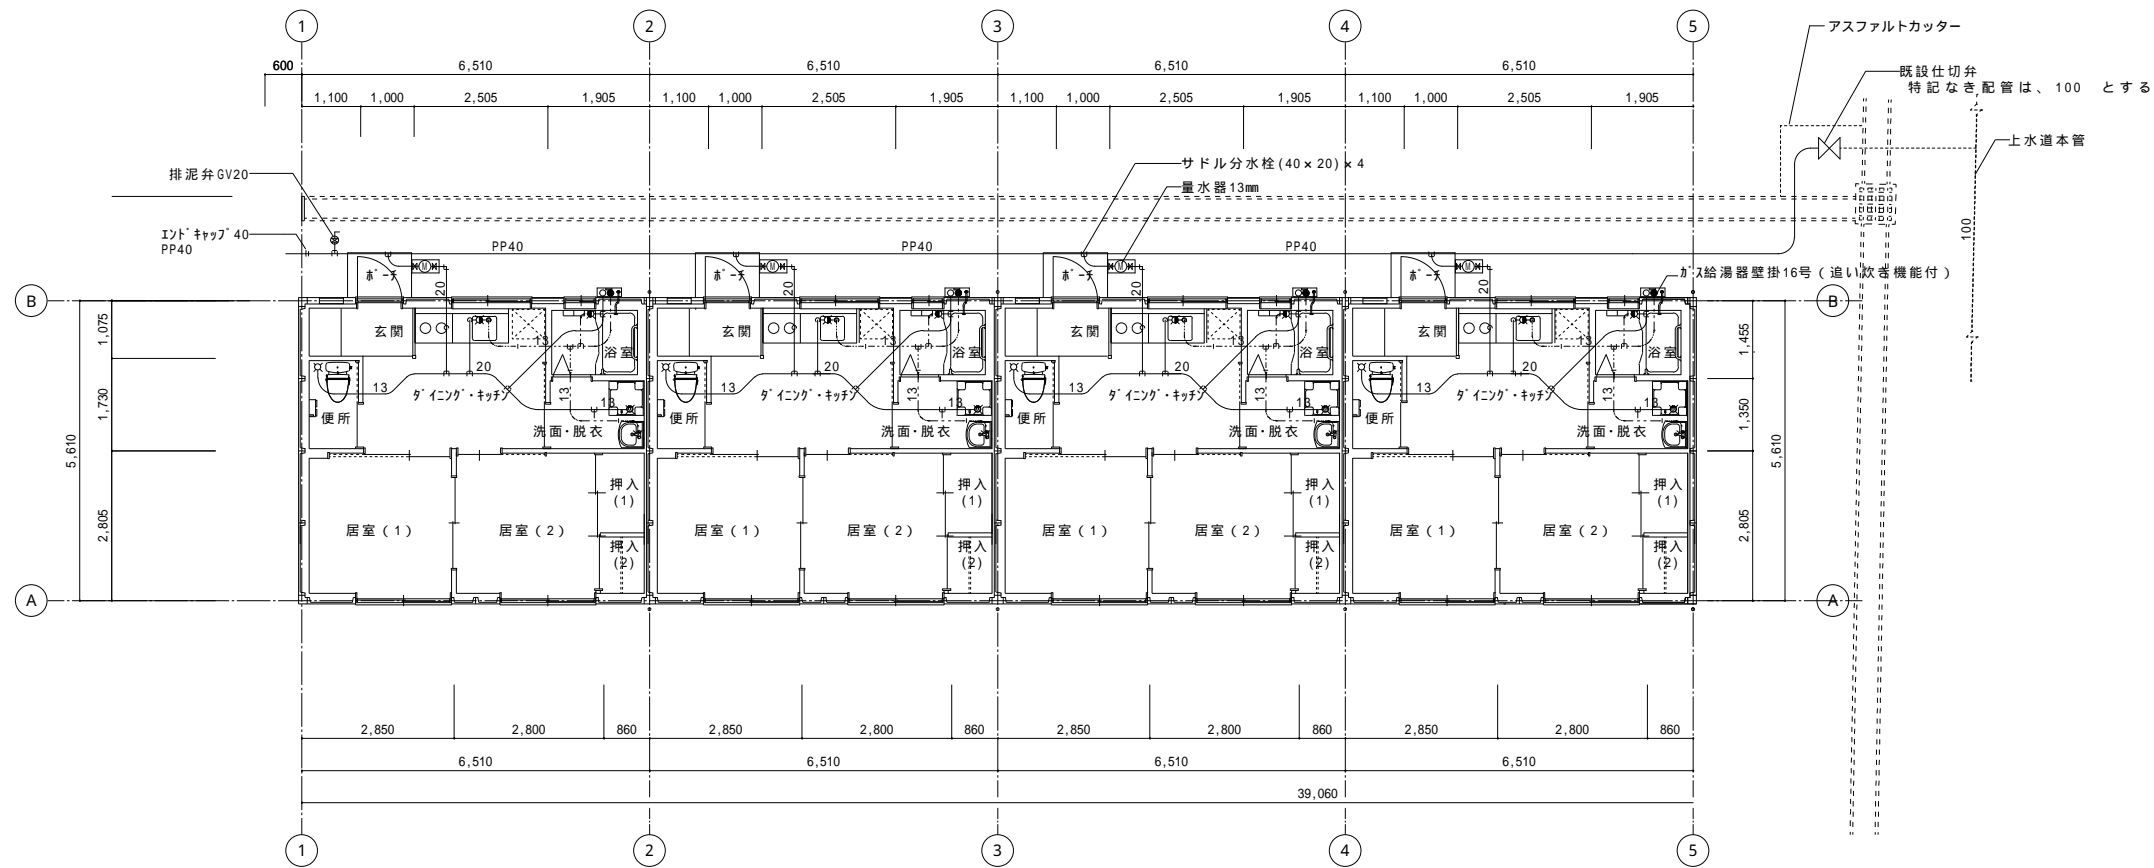 1 2 3 4 5
アスファルトカッター
既設仕切弁
特記なき配管は、100 とする
600 6,510 6,510 6,510 6,510
1,100 1,000 2,505 1,905 1,100 1,000 2,505 1,905 1,100 1,000 2,505 1,905 1,100 1,000 2,505 1,905
上水道本管
サドル分水栓(40×20)×4
排泥弁GV20
量水器13mm
100
エンドキャップ40
PP40
PP40 PP40 PP40
ポーチ M ポーチ M ポーチ M ポーチ M
ガス給湯器壁掛16号（追い炊き機能付）
20 20 20 20
B B
1,075 1,455
玄関 玄関 玄関 玄関
13 13 13 13
浴室 浴室 浴室 浴室
20 20 20 20
13 13 13 13
ダイニング・キッチン ダイニング・キッチン ダイニング・キッチン ダイニング・キッチン
13 13 13 13
13 13 13 13
1,730 1,350
便所 便所 便所 便所
洗面・脱衣 洗面・脱衣 洗面・脱衣 洗面・脱衣
5,610 5,610
押入 押入 押入 押入
(1) (1) (1) (1)
2,805 2,805
居室（1） 居室（2） 居室（1） 居室（2） 居室（1） 居室（2） 居室（1） 居室（2）
押入 押入 押入 押入
(2) (2) (2) (2)
A A
2,850 2,800 860 2,850 2,800 860 2,850 2,800 860 2,850 2,800 860
6,510 6,510 6,510 6,510
39,060
1 2 3 4 5